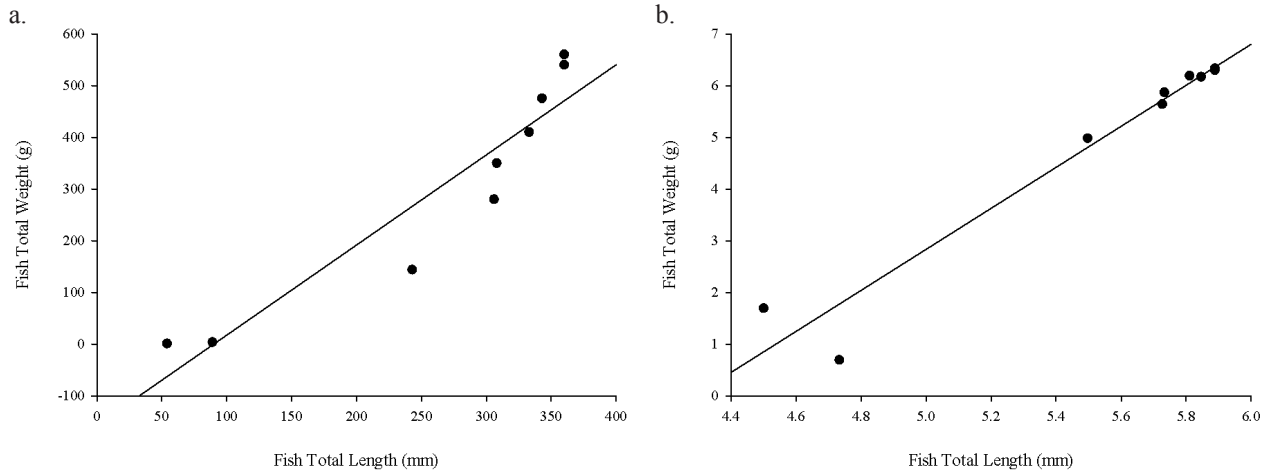 a.
600
500
400
300
200
100
0
-100
Fish Total Weight (g)
0 50 100 150 200 250 300 350 400
Fish Total Length (mm)
b.
7
6
5
4
3
2
1
0
Fish Total Weight (g)
4.4 4.6 4.8 5.0 5.2 5.4 5.6 5.8 6.0
Fish Total Length (mm)